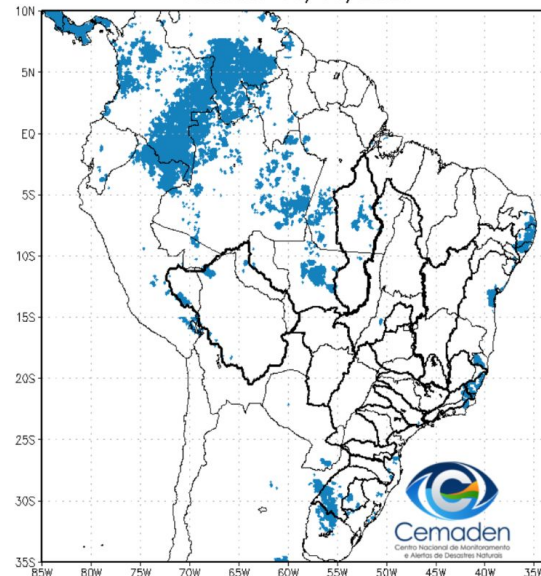 10N
5N
EQ
5S
10S
15S
20S
25S
30S
35S
85W 80W 75W 70W 65W 60W 55W 50W 45W 40W 35W
Cemaden
Centro Nacional de Monitoramento
e Alertas de Desastres Naturais